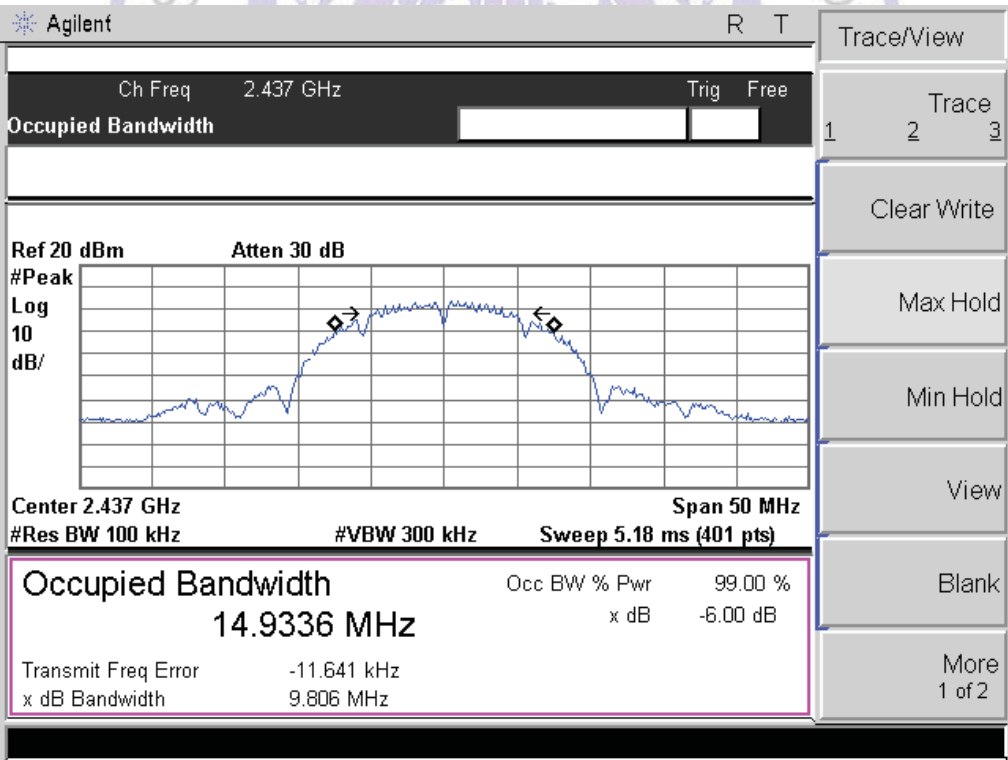 Agilent R T
Ch Freq 2.437 GHz Trig Free
Occupied Bandwidth
Ref 20 dBm Atten 30 dB
#Peak
Log
10
dB/
Center 2.437 GHz Span 50 MHz
#Res BW 100 kHz #VBW 300 kHz Sweep 5.18 ms (401 pts)
Occupied Bandwidth
14.9336 MHz
Occ BW % Pwr 99.00 %
x dB -6.00 dB
Transmit Freq Error -11.641 kHz
x dB Bandwidth 9.806 MHz
Trace/View
Trace
1 2 3
Clear Write
Max Hold
Min Hold
View
Blank
More
1 of 2